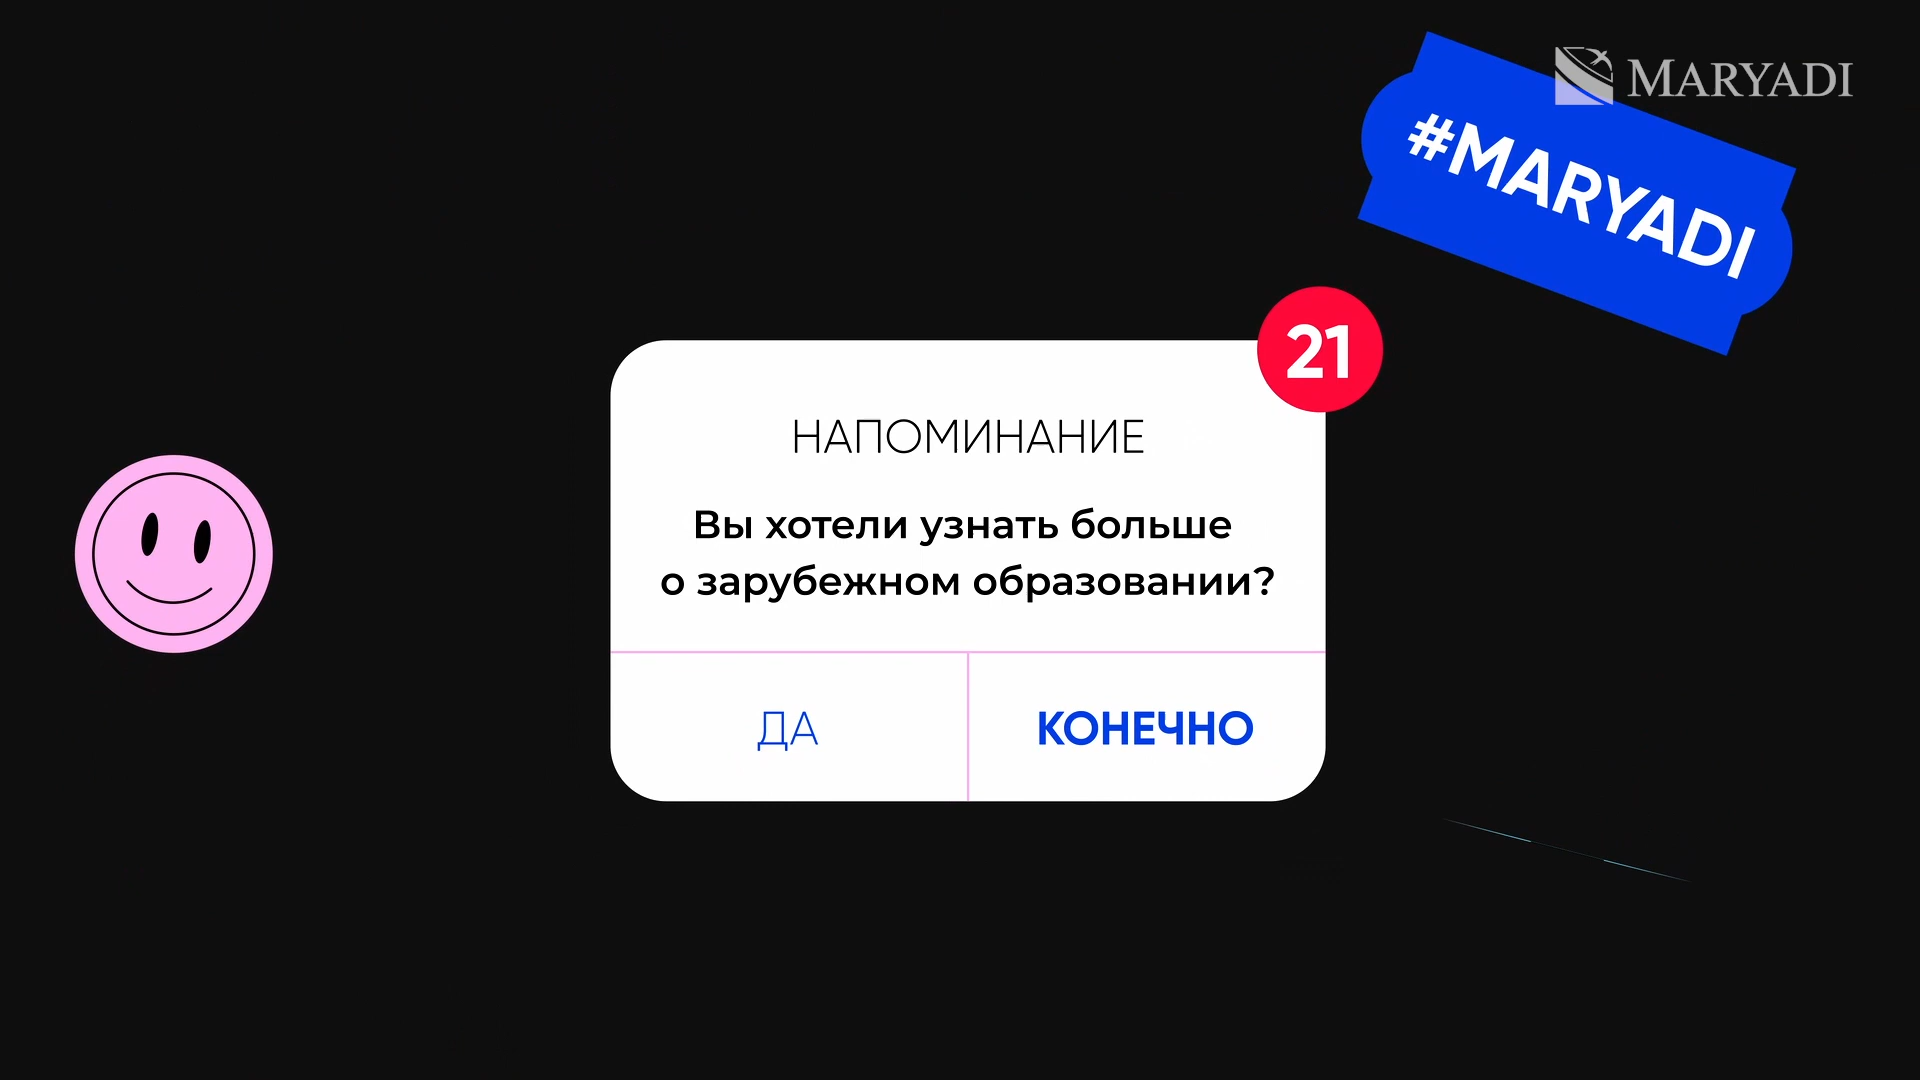 MARYADI
#MARYADI
21
НАПОМИНАНИЕ
Вы хотели узнать больше
о зарубежном образовании?
ДА
КОНЕЧНО